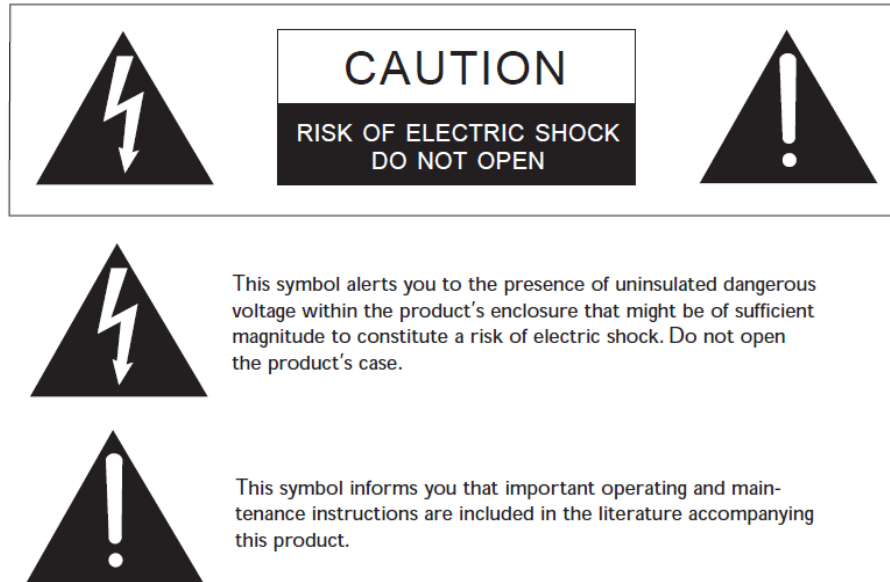 CAUTION
RISK OF ELECTRIC SHOCK
DO NOT OPEN
This symbol alerts you to the presence of uninsulated dangerous
voltage within the product's enclosure that might be of sufficient
magnitude to constitute a risk of electric shock. Do not open
the product's case.
This symbol informs you that important operating and main-
tenance instructions are included in the literature accompanying
this product.